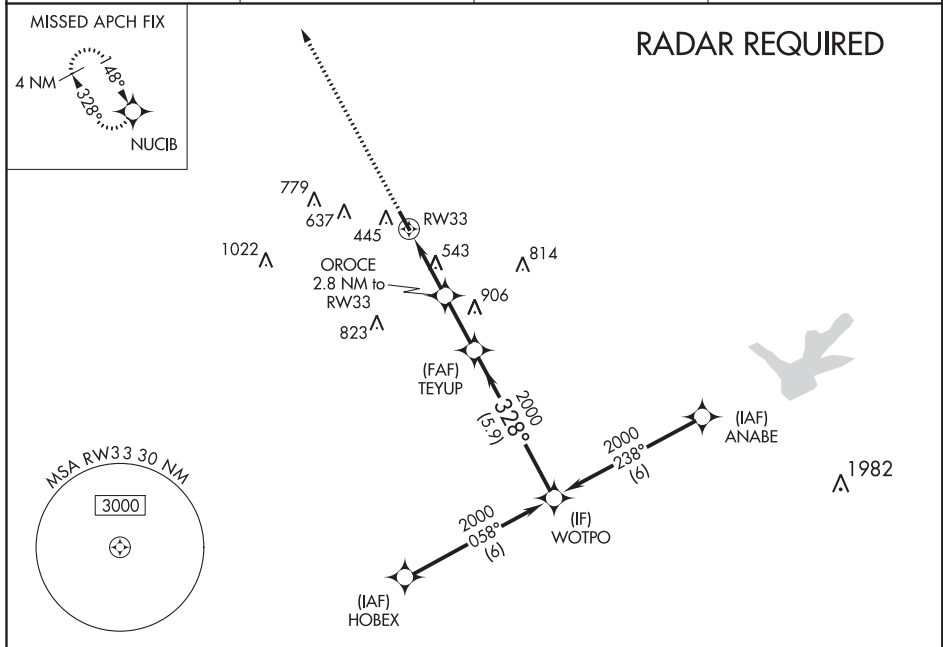 MISSED APCH FIX
4 NM
148°
328°
NUCIB
RADAR REQUIRED
779
637
445
RW33
1022
543
814
OROCE
2.8 NM to
RW33
906
823
(FAF)
TEYUP
2000
328°
(5.9)
(IAF)
ANABE
2000
238°
(6)
1982
MSA RW33 30 NM
3000
2000
058°
(6)
(IF)
WOTPO
(IAF)
HOBEX